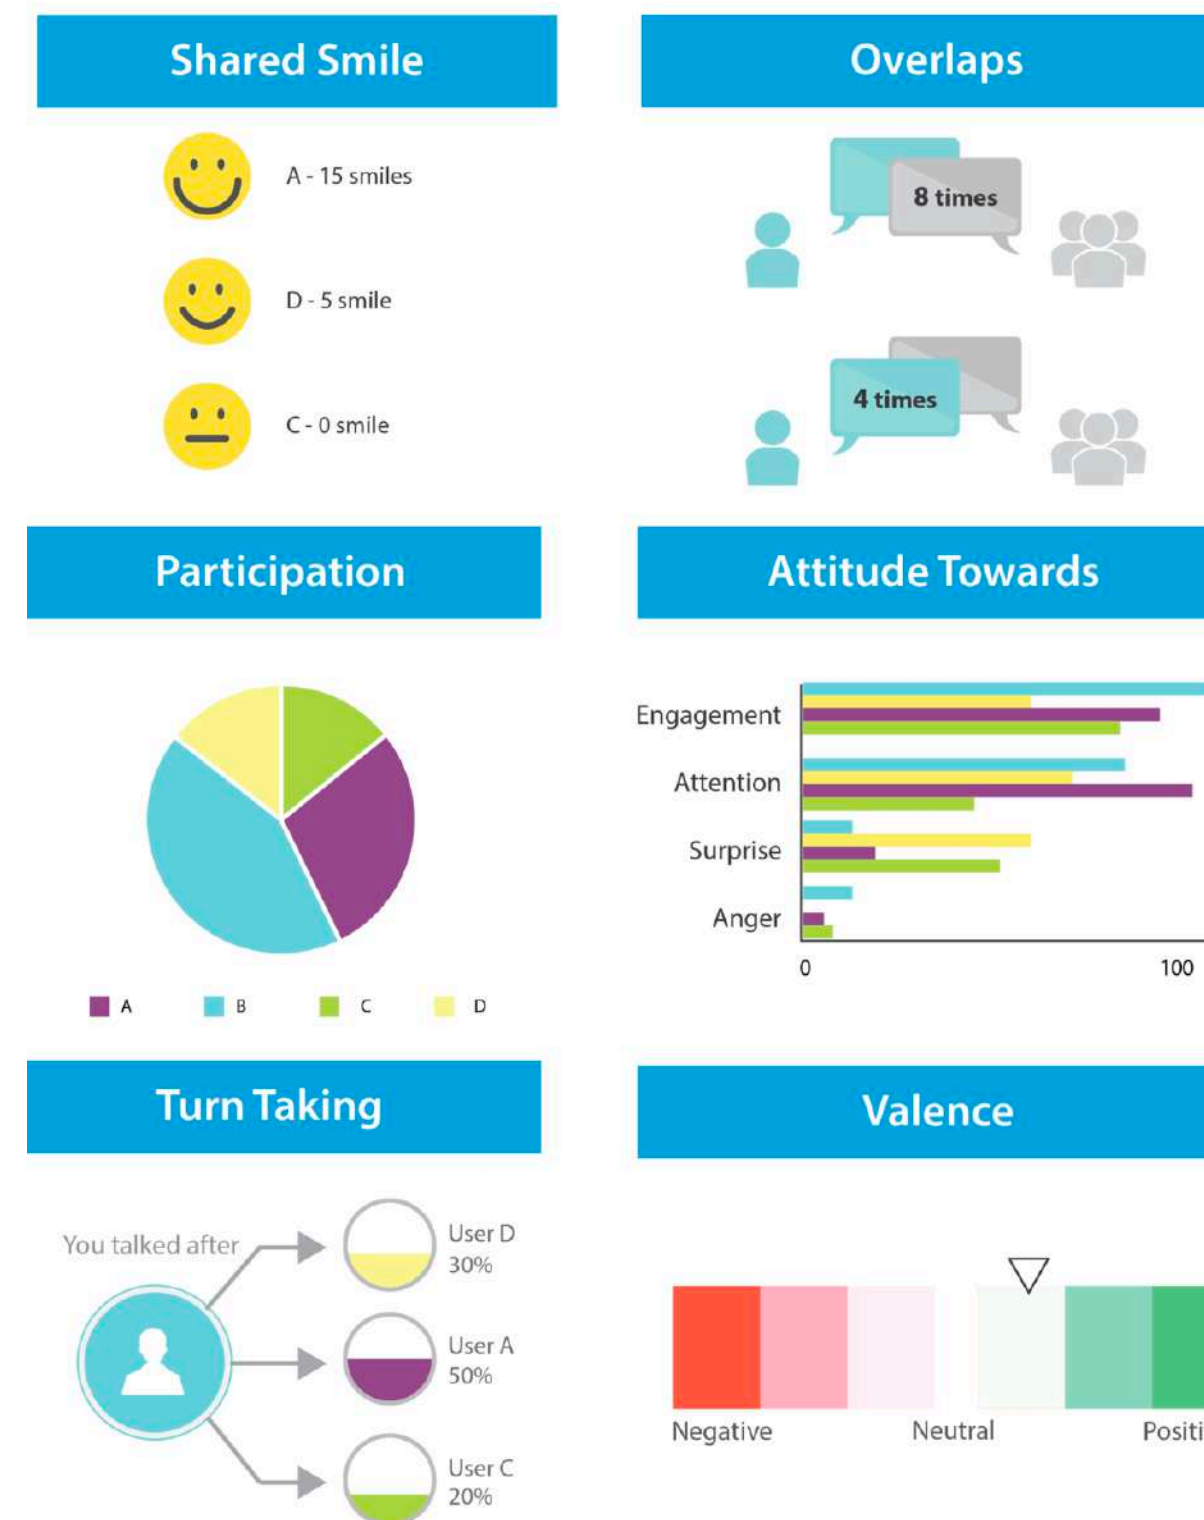 Shared Smile
A - 15 smiles
D - 5 smile
C - 0 smile
Overlaps
8 times
4 times
Participation
A B C D
Attitude Towards
Engagement
Attention
Surprise
Anger
0 100
Turn Taking
You talked after
User D
30%
User A
50%
User C
20%
Valence
Negative Neutral Positi